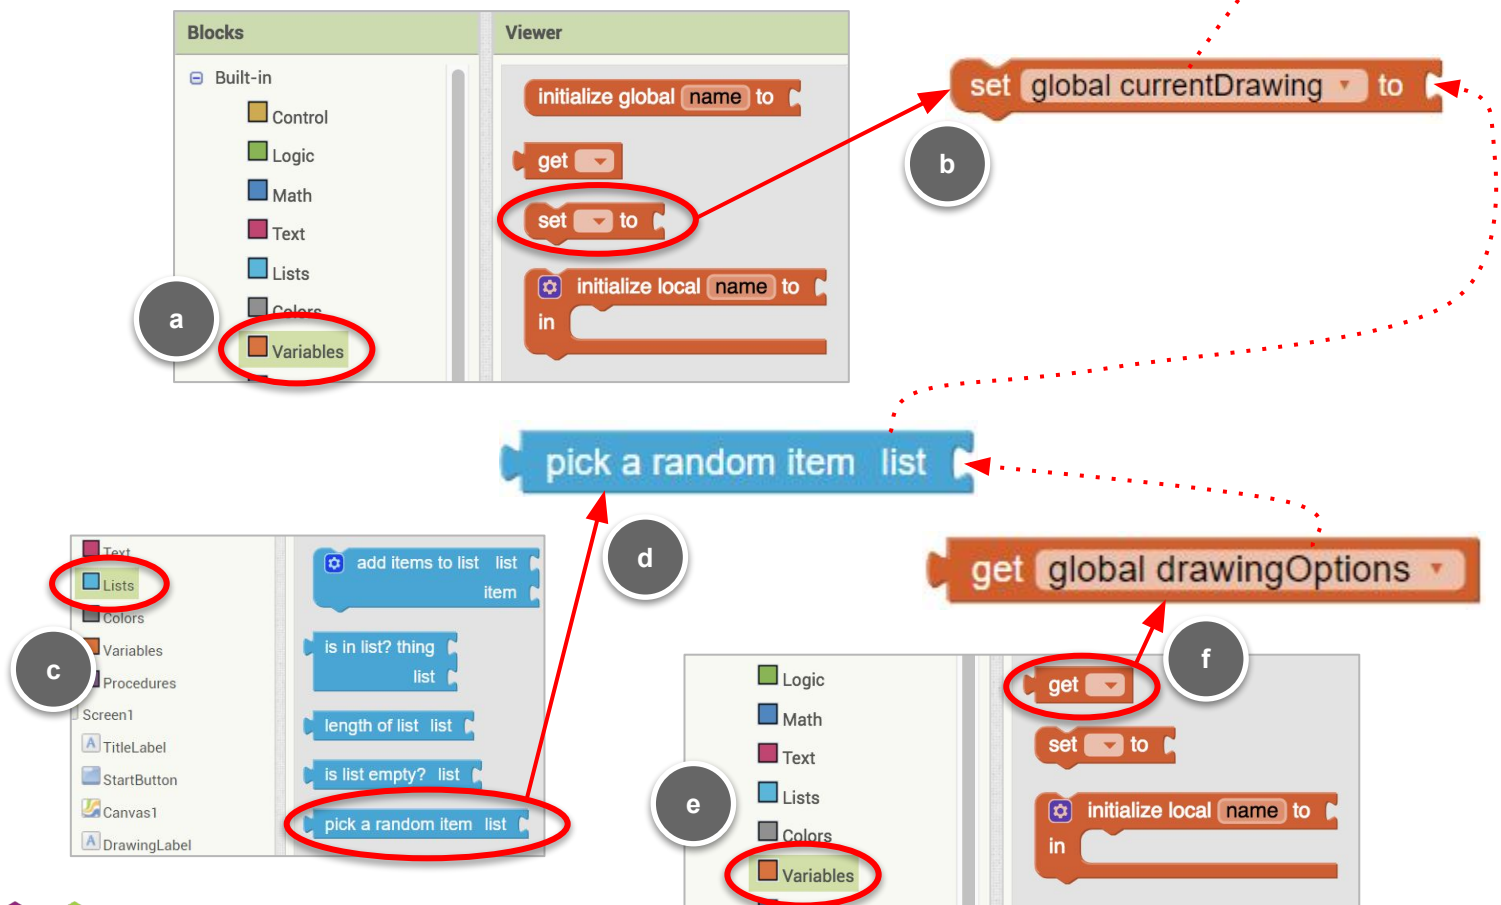 Blocks
Viewer
Built-in
Control
Logic
Math
Text
Lists
Colors
Variables
initialize global name to
get
set to
initialize local name to
in
a
set global currentDrawing to
b
pick a random item list
d
get global drawingOptions
f
Text
Lists
Colors
Variables
Procedures
Screen1
TitleLabel
StartButton
Canvas1
DrawingLabel
c
add items to list list
item
is in list? thing
list
length of list list
is list empty? list
pick a random item list
Logic
Math
Text
Lists
Colors
Variables
e
get
set to
initialize local name to
in